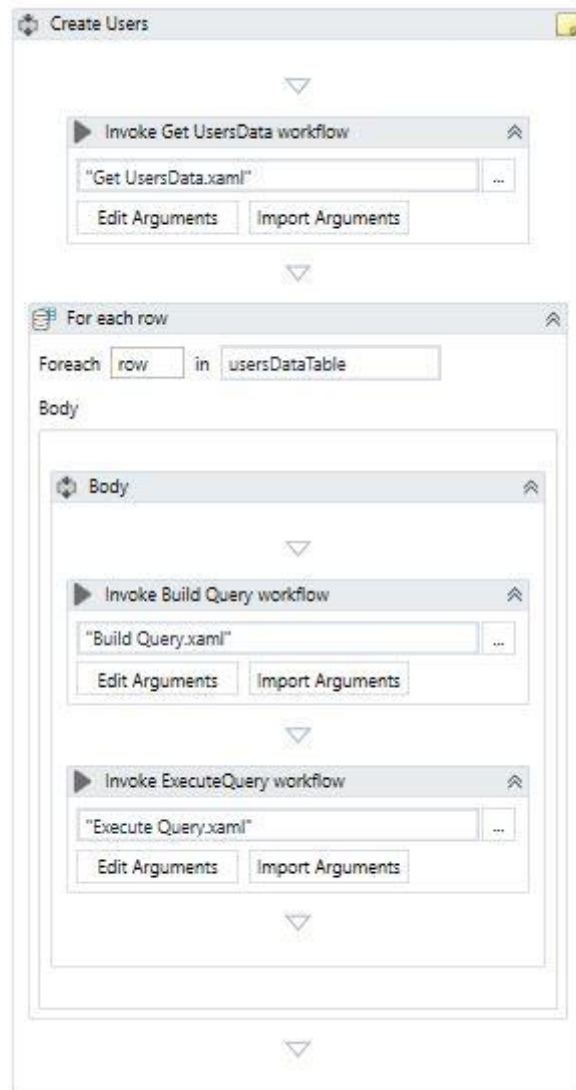 Create Users
Invoke Get UsersData workflow
"Get UsersData.xaml"
...
Edit Arguments Import Arguments
For each row
Foreach row in usersDataTable
Body
Body
Invoke Build Query workflow
"Build Query.xaml"
...
Edit Arguments Import Arguments
Invoke ExecuteQuery workflow
"Execute Query.xaml"
...
Edit Arguments Import Arguments